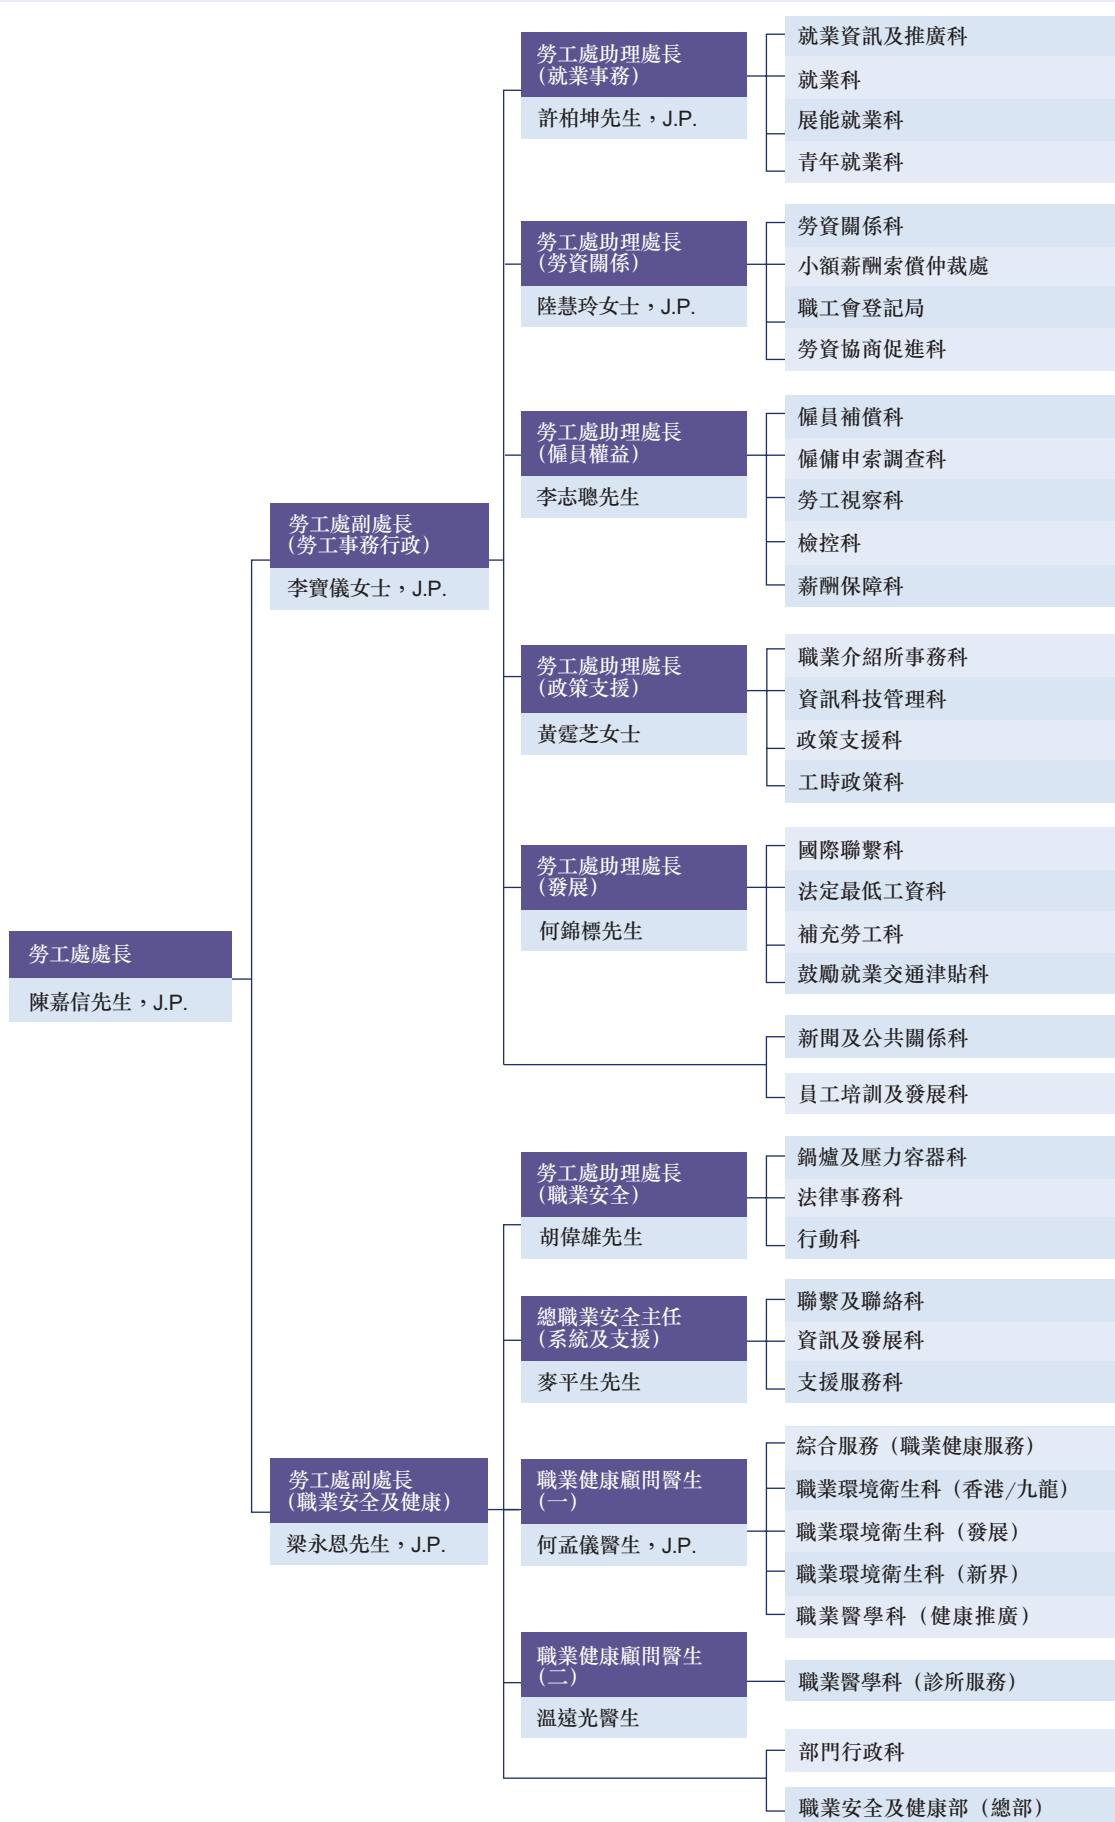 勞工處處長
陳嘉信先生，J.P.
勞工處副處長
(勞工事務行政)
李寶儀女士，J.P.
勞工處助理處長
(就業事務)
許柏坤先生，J.P.
就業資訊及推廣科
就業科
展能就業科
青年就業科
勞工處助理處長
(勞資關係)
陸慧玲女士，J.P.
勞資關係科
小額薪酬索償仲裁處
職工會登記局
勞資協商促進科
勞工處助理處長
(僱員權益)
李志聰先生
僱員補償科
僱傭申索調查科
勞工視察科
檢控科
薪酬保障科
勞工處助理處長
(政策支援)
黃霆芝女士
職業介紹所事務科
資訊科技管理科
政策支援科
工時政策科
勞工處助理處長
(發展)
何錦標先生
國際聯繫科
法定最低工資科
補充勞工科
鼓勵就業交通津貼科
新聞及公共關係科
員工培訓及發展科
勞工處副處長
(職業安全及健康)
梁永恩先生，J.P.
勞工處助理處長
(職業安全)
胡偉雄先生
鍋爐及壓力容器科
法律事務科
行動科
總職業安全主任
(系統及支援)
麥平生先生
聯繫及聯絡科
資訊及發展科
支援服務科
職業健康顧問醫生
(一)
何孟儀醫生，J.P.
綜合服務（職業健康服務）
職業環境衛生科（香港/九龍）
職業環境衛生科（發展）
職業環境衛生科（新界）
職業醫學科（健康推廣）
職業健康顧問醫生
(二)
溫遠光醫生
職業醫學科（診所服務）
部門行政科
職業安全及健康部（總部）